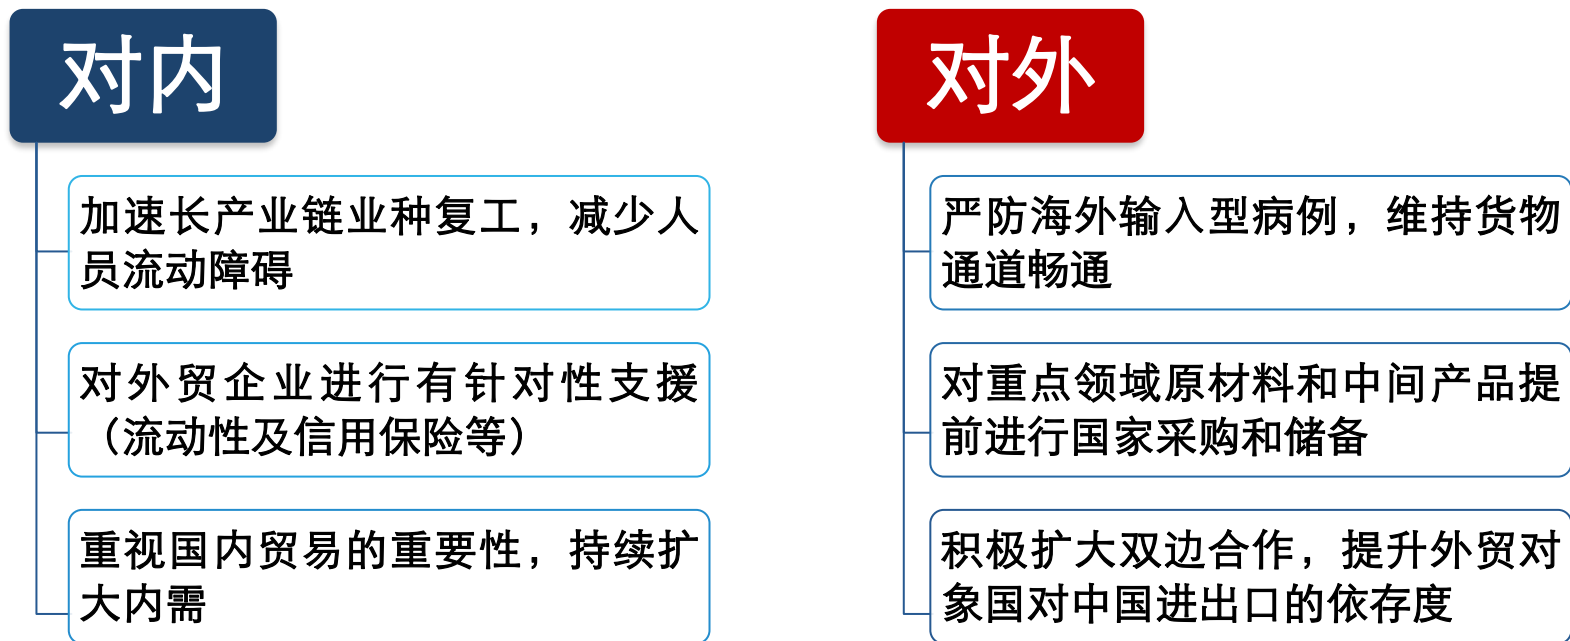 对内
加速长产业链业种复工，减少人
员流动障碍
对外贸企业进行有针对性支援
（流动性及信用保险等）
重视国内贸易的重要性，持续扩
大内需
对外
严防海外输入型病例，维持货物
通道畅通
对重点领域原材料和中间产品提
前进行国家采购和储备
积极扩大双边合作，提升外贸对
象国对中国进出口的依存度